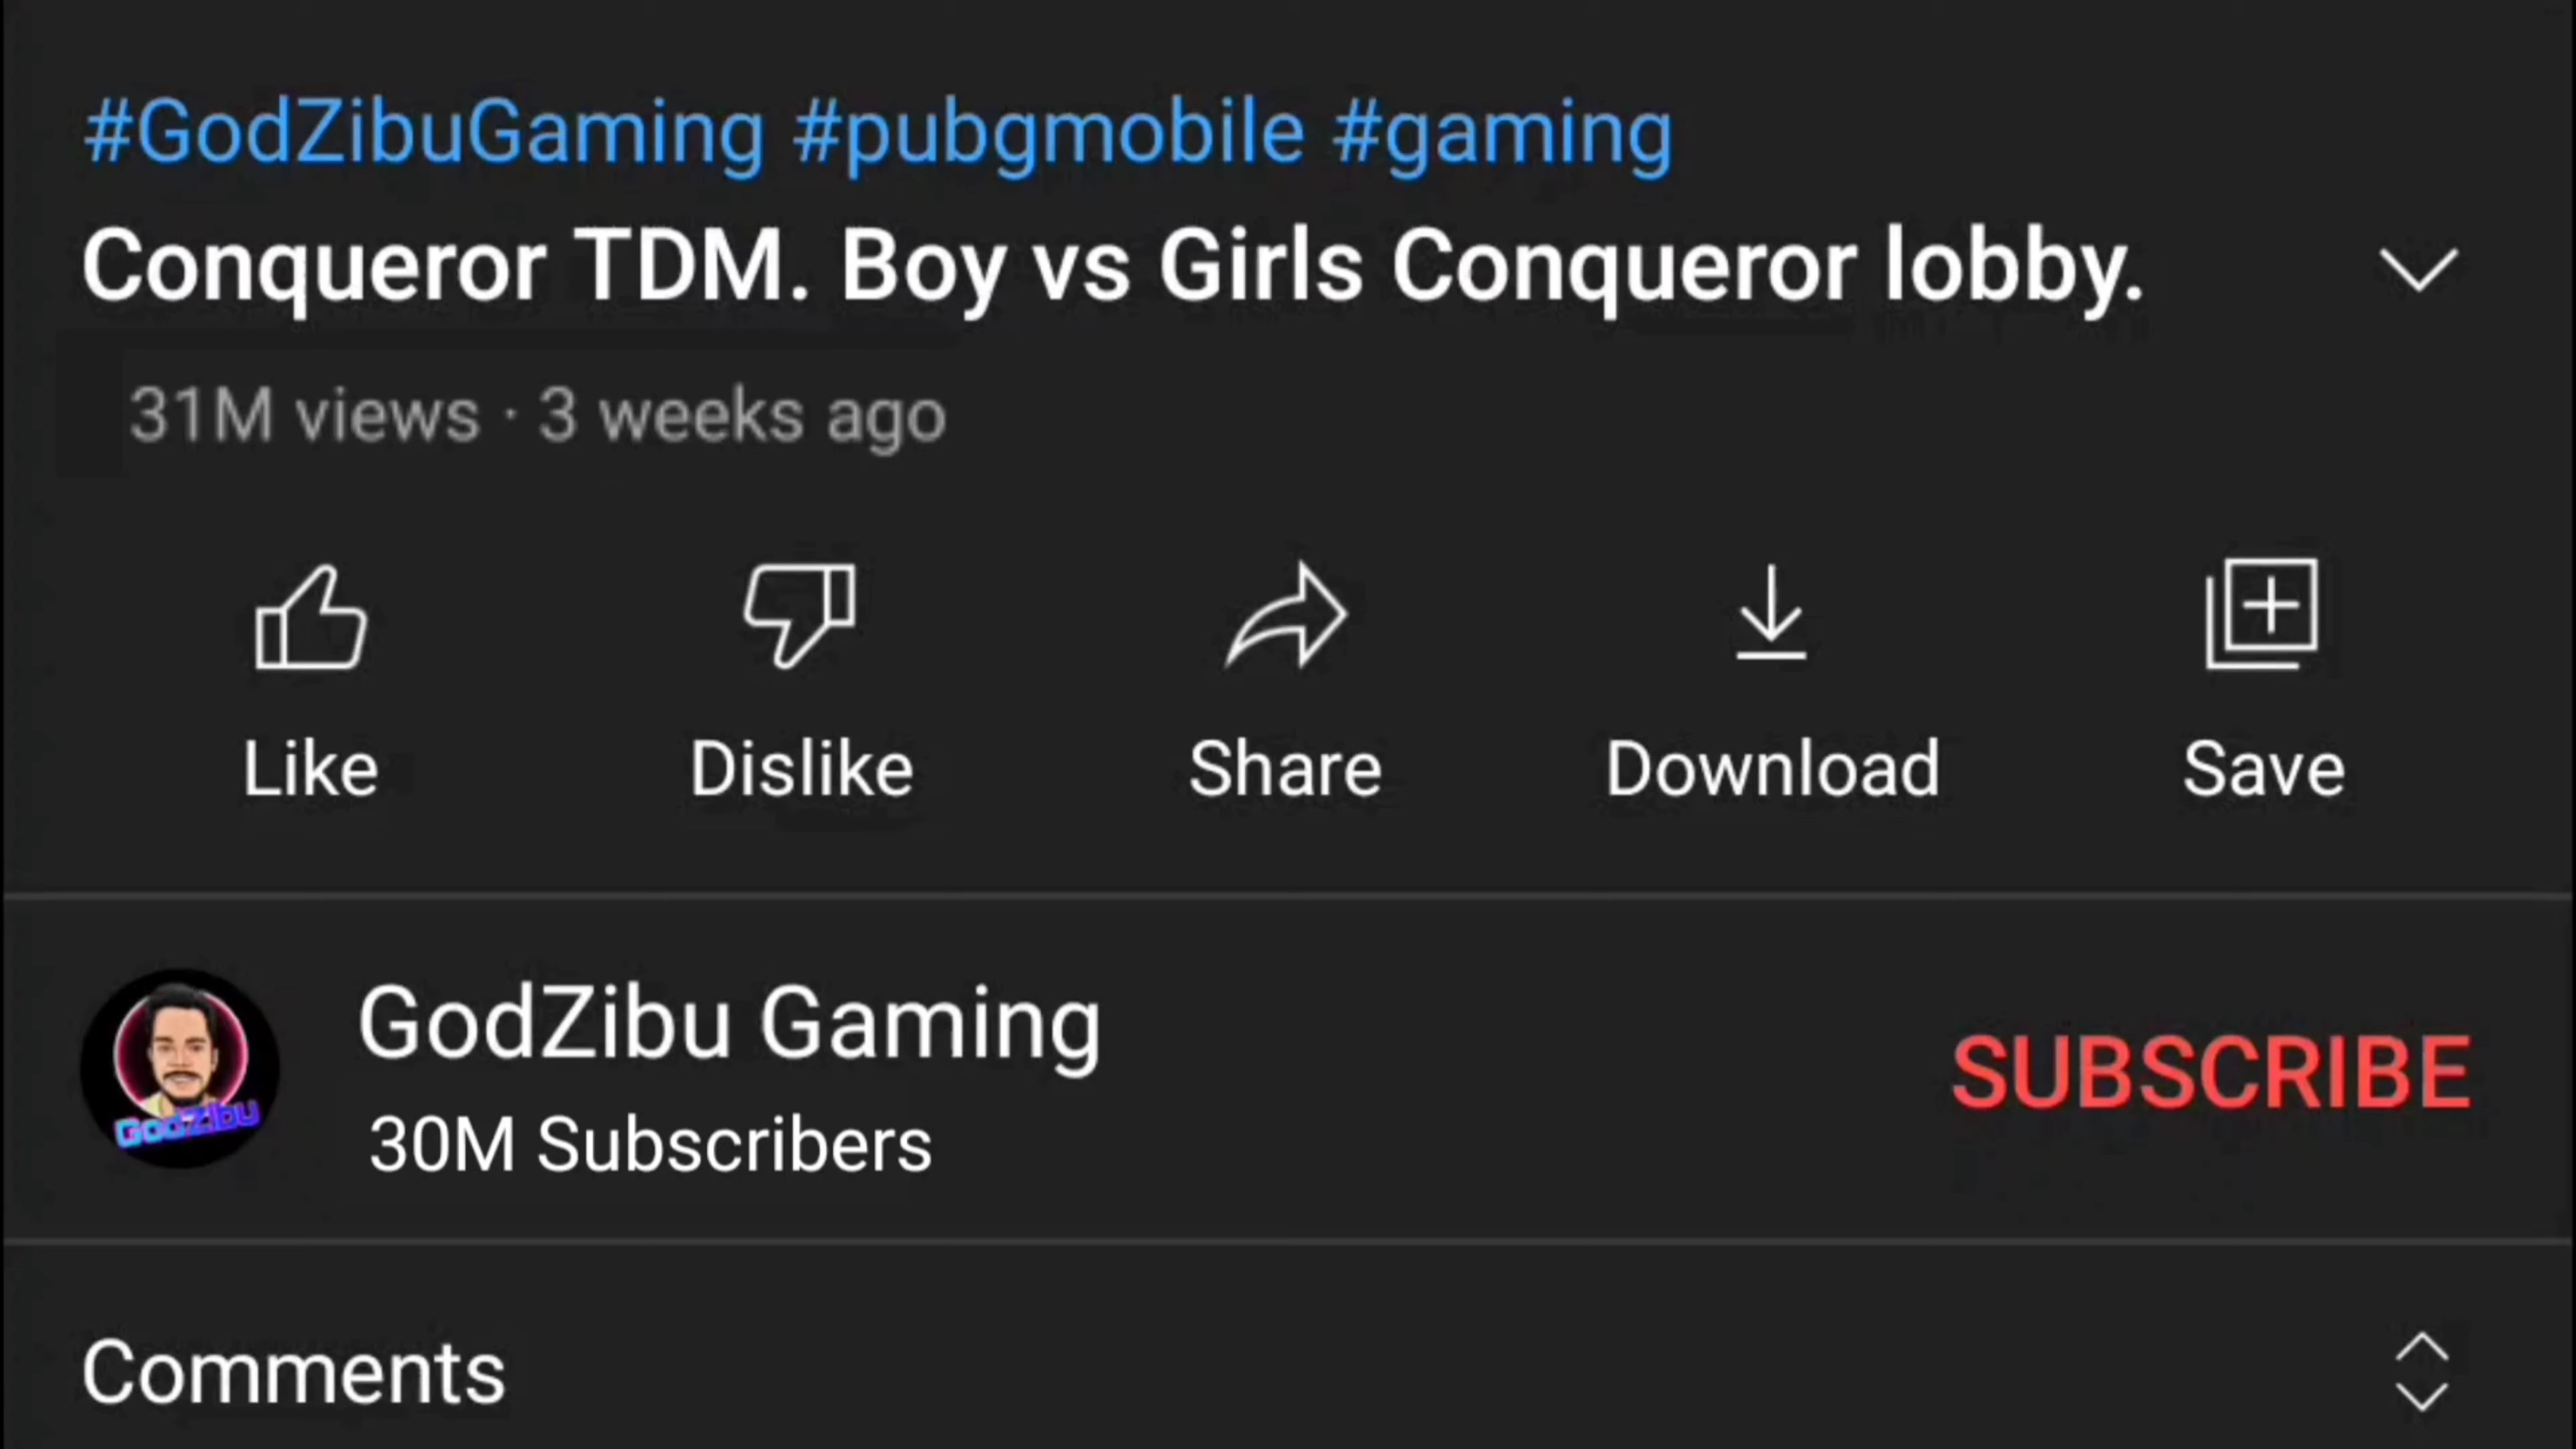 #GodZibuGaming #pubgmobile #gaming
Conqueror TDM. Boy vs Girls Conqueror lobby.
31M views · 3 weeks ago
Like Dislike Share Download Save
GodZibu Gaming
GodZibu
30M Subscribers
SUBSCRIBE
Comments